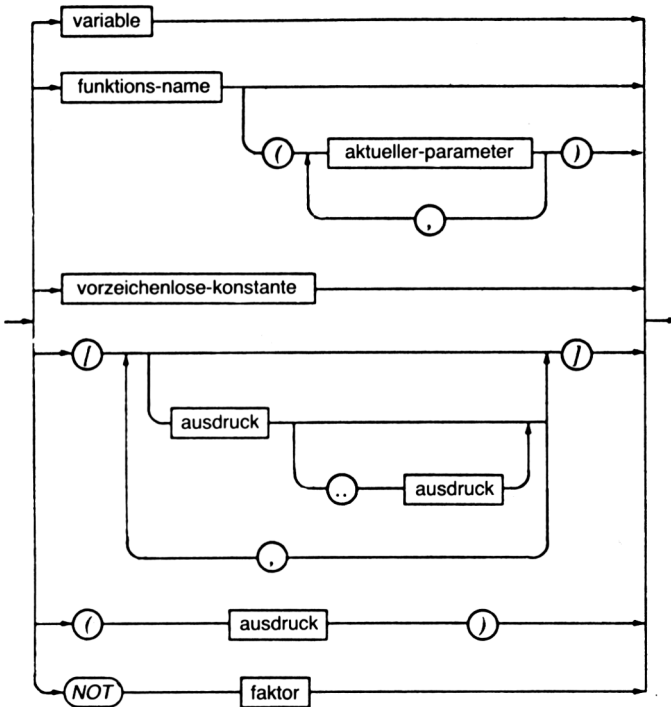 variable
funktions-name
( aktueller-parameter )
,
vorzeichenlose-konstante
[ ]
ausdruck
.. ausdruck
,
( ausdruck )
NOT faktor